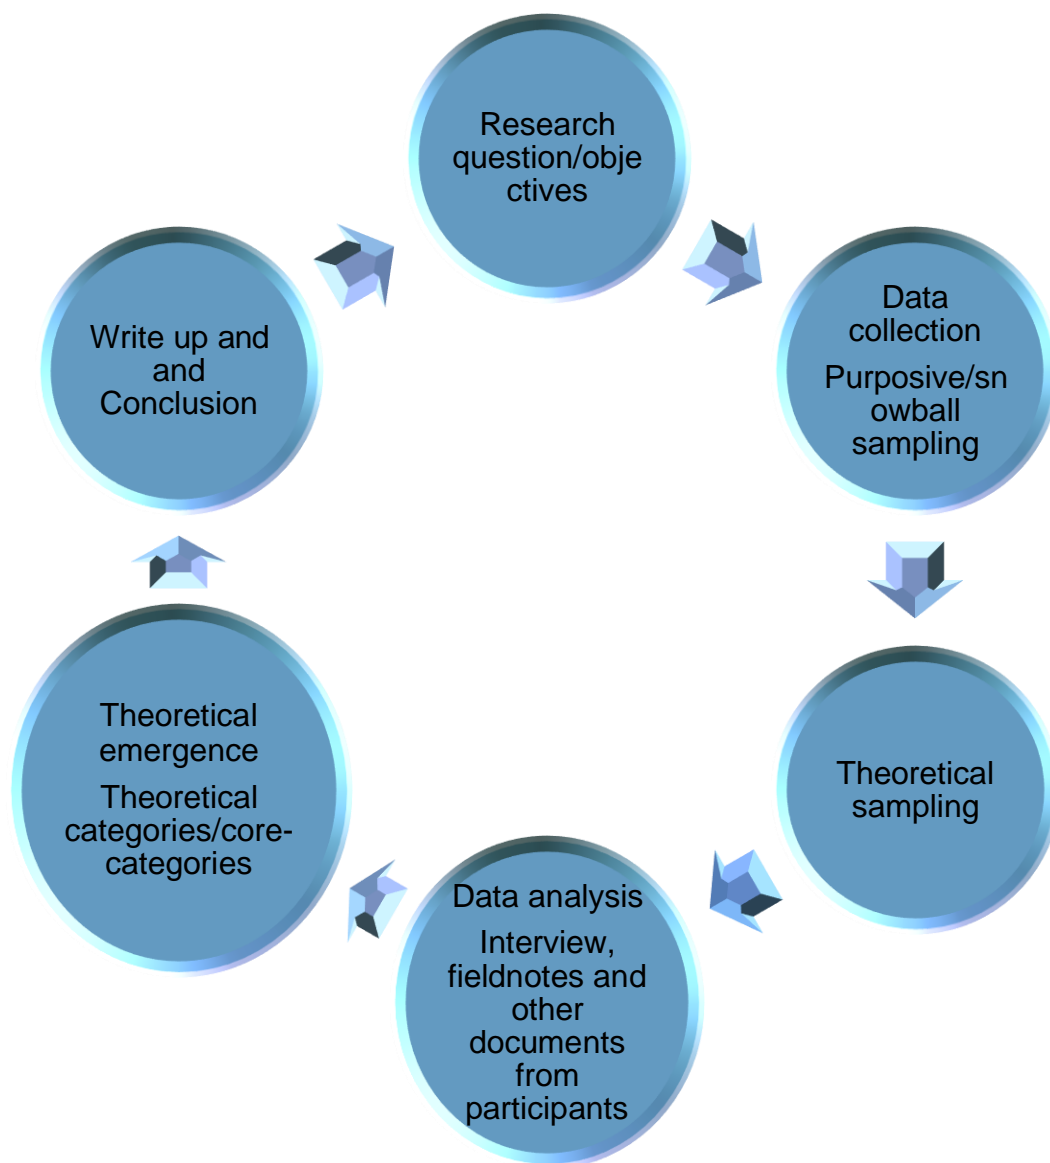 Research
question/obje
ctives
Data
collection
Purposive/sn
owball
sampling
Theoretical
sampling
Data analysis
Interview,
fieldnotes and
other
documents
from
participants
Theoretical
emergence
Theoretical
categories/core-
categories
Write up and
and
Conclusion